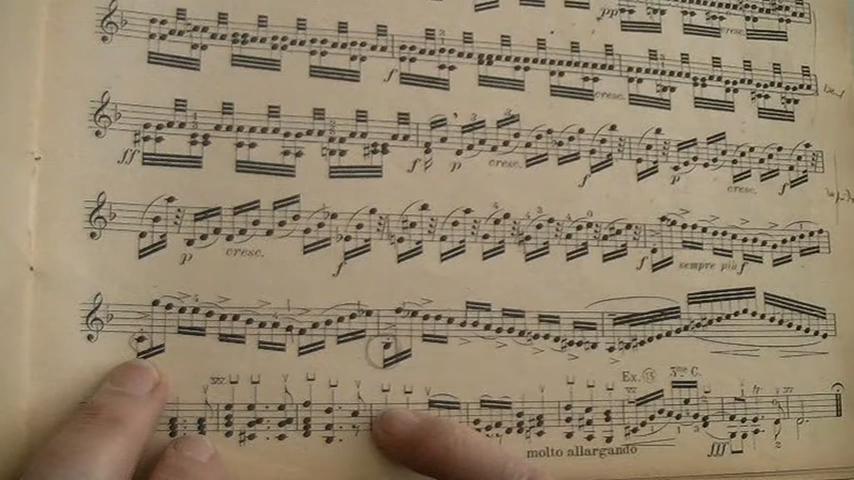 pp cresc.
f cresc.
ff f p cresc. f p cresc. f
p cresc. f f sempre più f
Ex. 15 3me C.
molto allargando fff